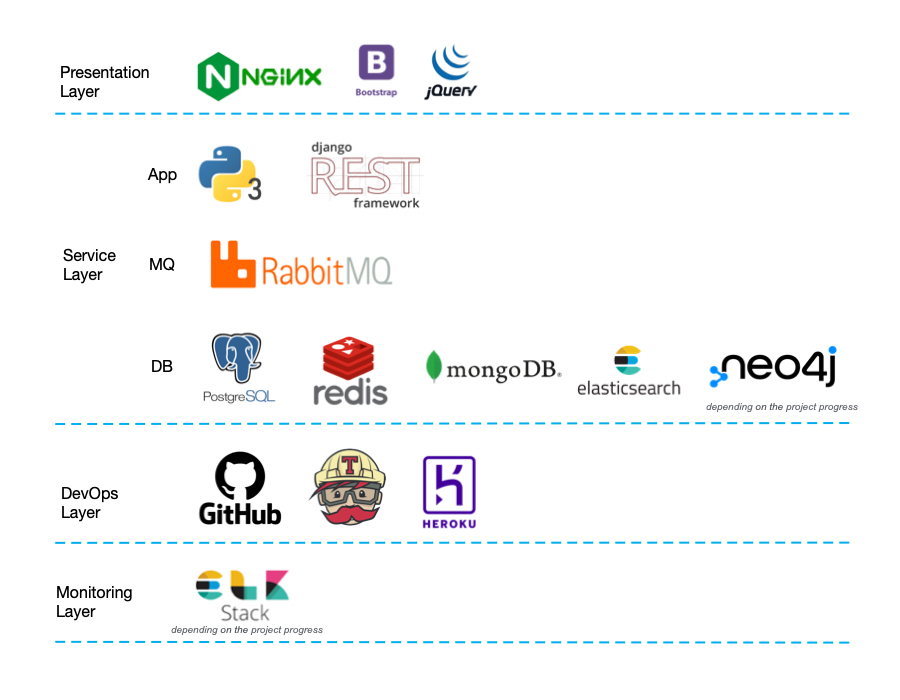 Presentation
Layer
NGINX
B
Bootstrap
jQuery
App
3
django
REST
framework
Service
Layer
MQ
RabbitMQ
DB
PostgreSQL
redis
mongoDB®
elasticsearch
neo4j
depending on the project progress
DevOps
Layer
GitHub
T
HEROKU
Monitoring
Layer
ELK
Stack
depending on the project progress